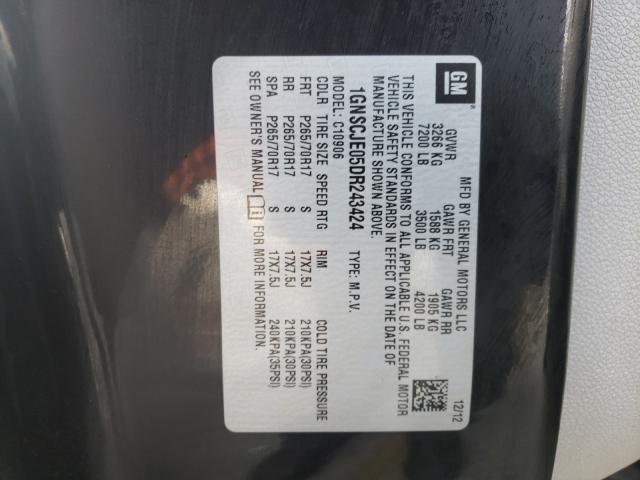 GM
®
MFD BY GENERAL MOTORS LLC 12/12
GVWR GAWR FRT GAWR RR
3266 KG 1588 KG 1905 KG
7200 LB 3500 LB 4200 LB
THIS VEHICLE CONFORMS TO ALL APPLICABLE U.S. FEDERAL MOTOR
VEHICLE SAFETY STANDARDS IN EFFECT ON THE DATE OF
MANUFACTURE SHOWN ABOVE.
1GNSCJE05DR243424 TYPE: M.P.V.
MODEL: C10906
CDLR TIRE SIZE SPEED RTG RIM COLD TIRE PRESSURE
FRT P265/70R17 S 17X7.5J 210KPA(30PSI)
RR P265/70R17 S 17X7.5J 210KPA(30PSI)
SPA P265/70R17 S 17X7.5J 240KPA(35PSI)
SEE OWNER'S MANUAL i FOR MORE INFORMATION.